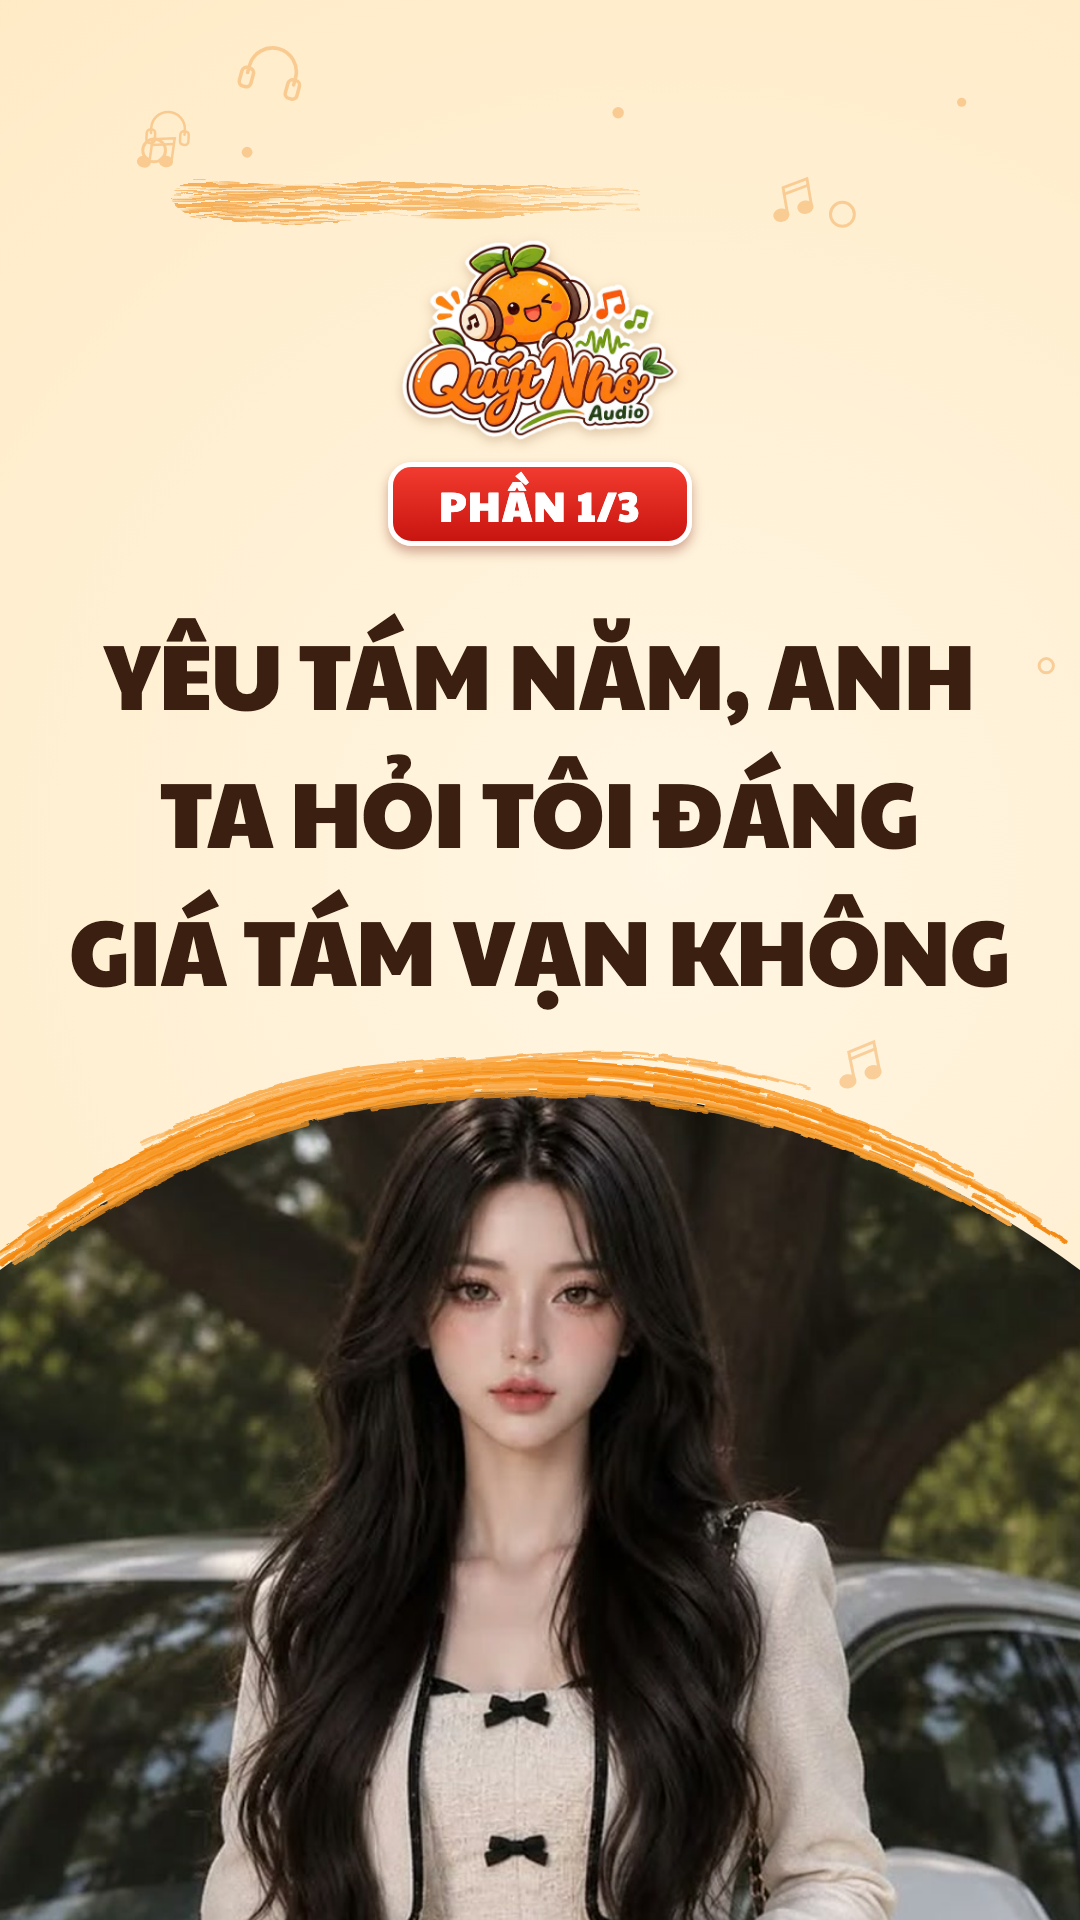 Quýt Nhỏ
Audio
PHẦN 1/3
YÊU TÁM NĂM, ANH
TA HỎI TÔI ĐÁNG
GIÁ TÁM VẠN KHÔNG